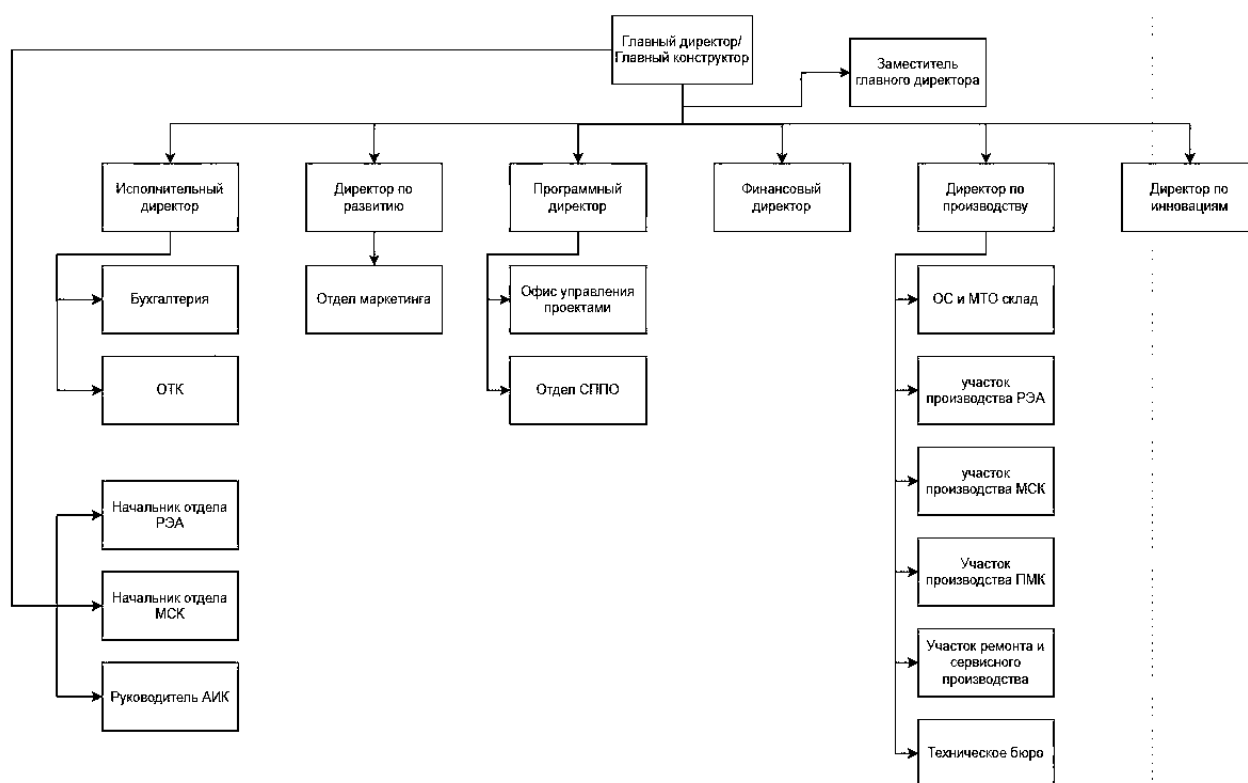 Главный директор/
Главный конструктор
Заместитель
главного директора
Исполнительный
директор
Директор по
развитию
Программный
директор
Финансовый
директор
Директор по
производству
Директор по
инновациям
Бухгалтерия
Отдел маркетинга
Офис управления
проектами
ОС и МТО склад
ОТК
Отдел СППО
участок
производства РЭА
участок
производства МСК
Начальник отдела
РЭА
Участок
производства ПМК
Начальник отдела
МСК
Участок ремонта и
сервисного
производства
Руководитель АИК
Техническое бюро